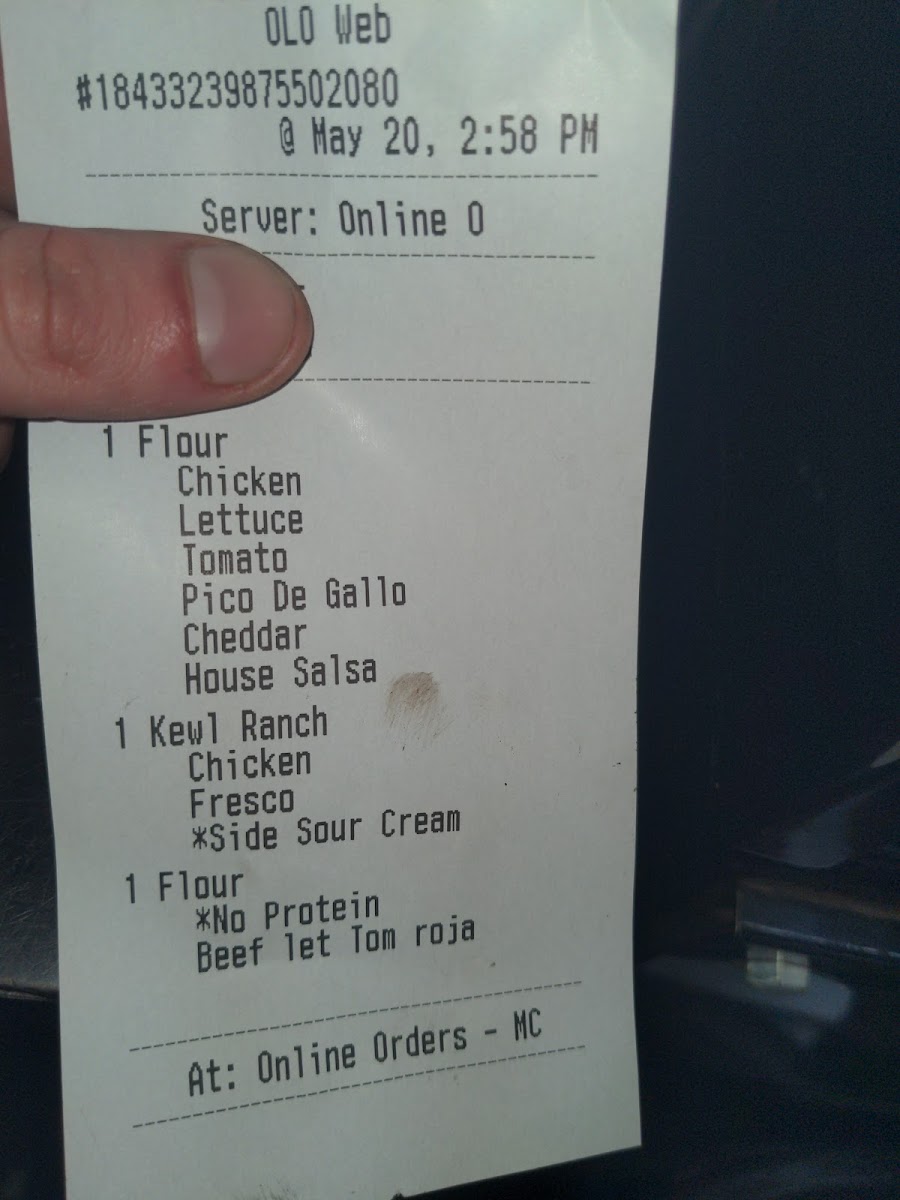 OLO Web
#18433239875502080
@ May 20, 2:58 PM
Server: Online O
1 Flour
Chicken
Lettuce
Tomato
Pico De Gallo
Cheddar
House Salsa
1 Kewl Ranch
Chicken
Fresco
*Side Sour Cream
1 Flour
*No Protein
Beef let Tom roja
At: Online Orders - MC